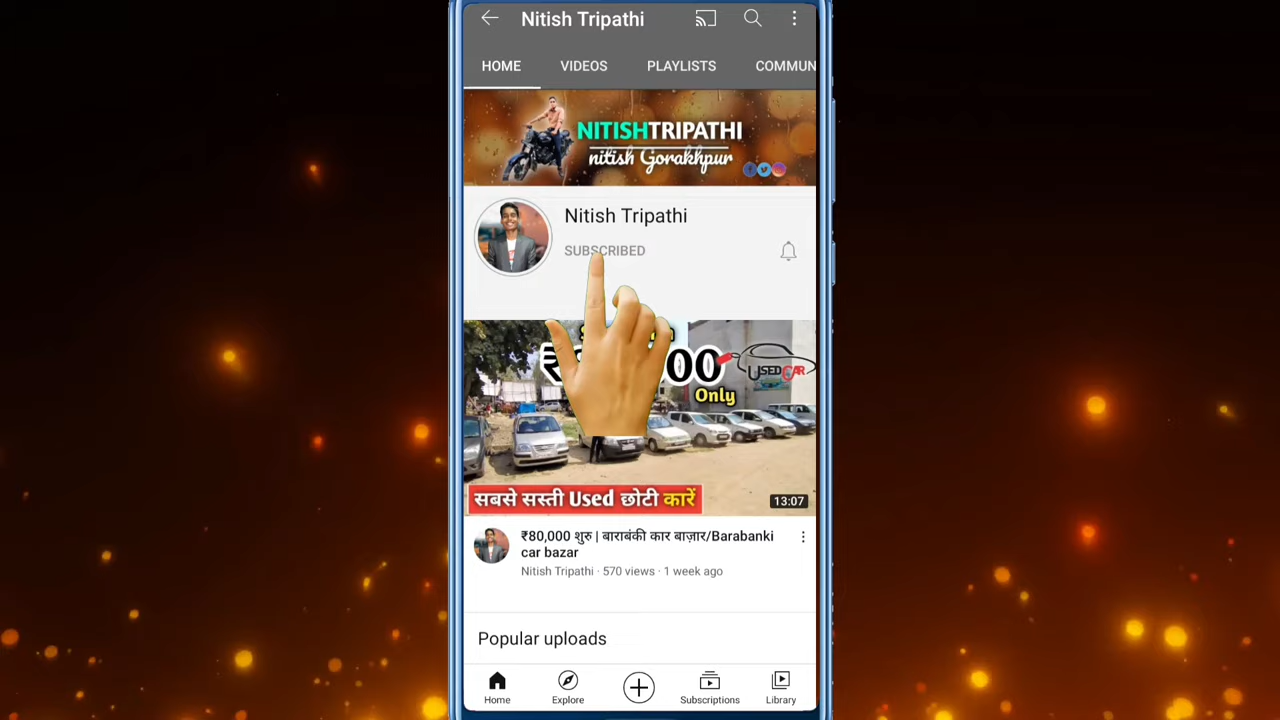 Nitish Tripathi
HOME VIDEOS PLAYLISTS COMMUN
NITISHTRIPATHI
nitish Gorakhpur
Nitish Tripathi
SUBSCRIBED
00
Only
USED CAR
सबसे सस्ती Used छोटी कारें
13:07
₹80,000 शुरु | बाराबंकी कार बाज़ार/Barabanki
car bazar
Nitish Tripathi · 570 views · 1 week ago
Popular uploads
Home Explore Subscriptions Library